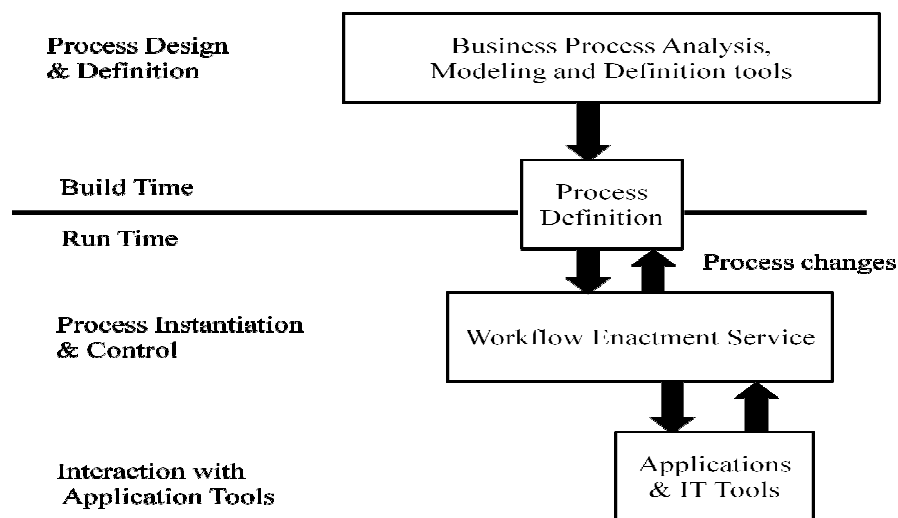 Process Design
& Definition
Business Process Analysis,
Modeling and Definition tools
Build Time
Process
Definition
Run Time
Process changes
Process Instantiation
& Control
Workflow Enactment Service
Interaction with
Application Tools
Applications
& IT Tools